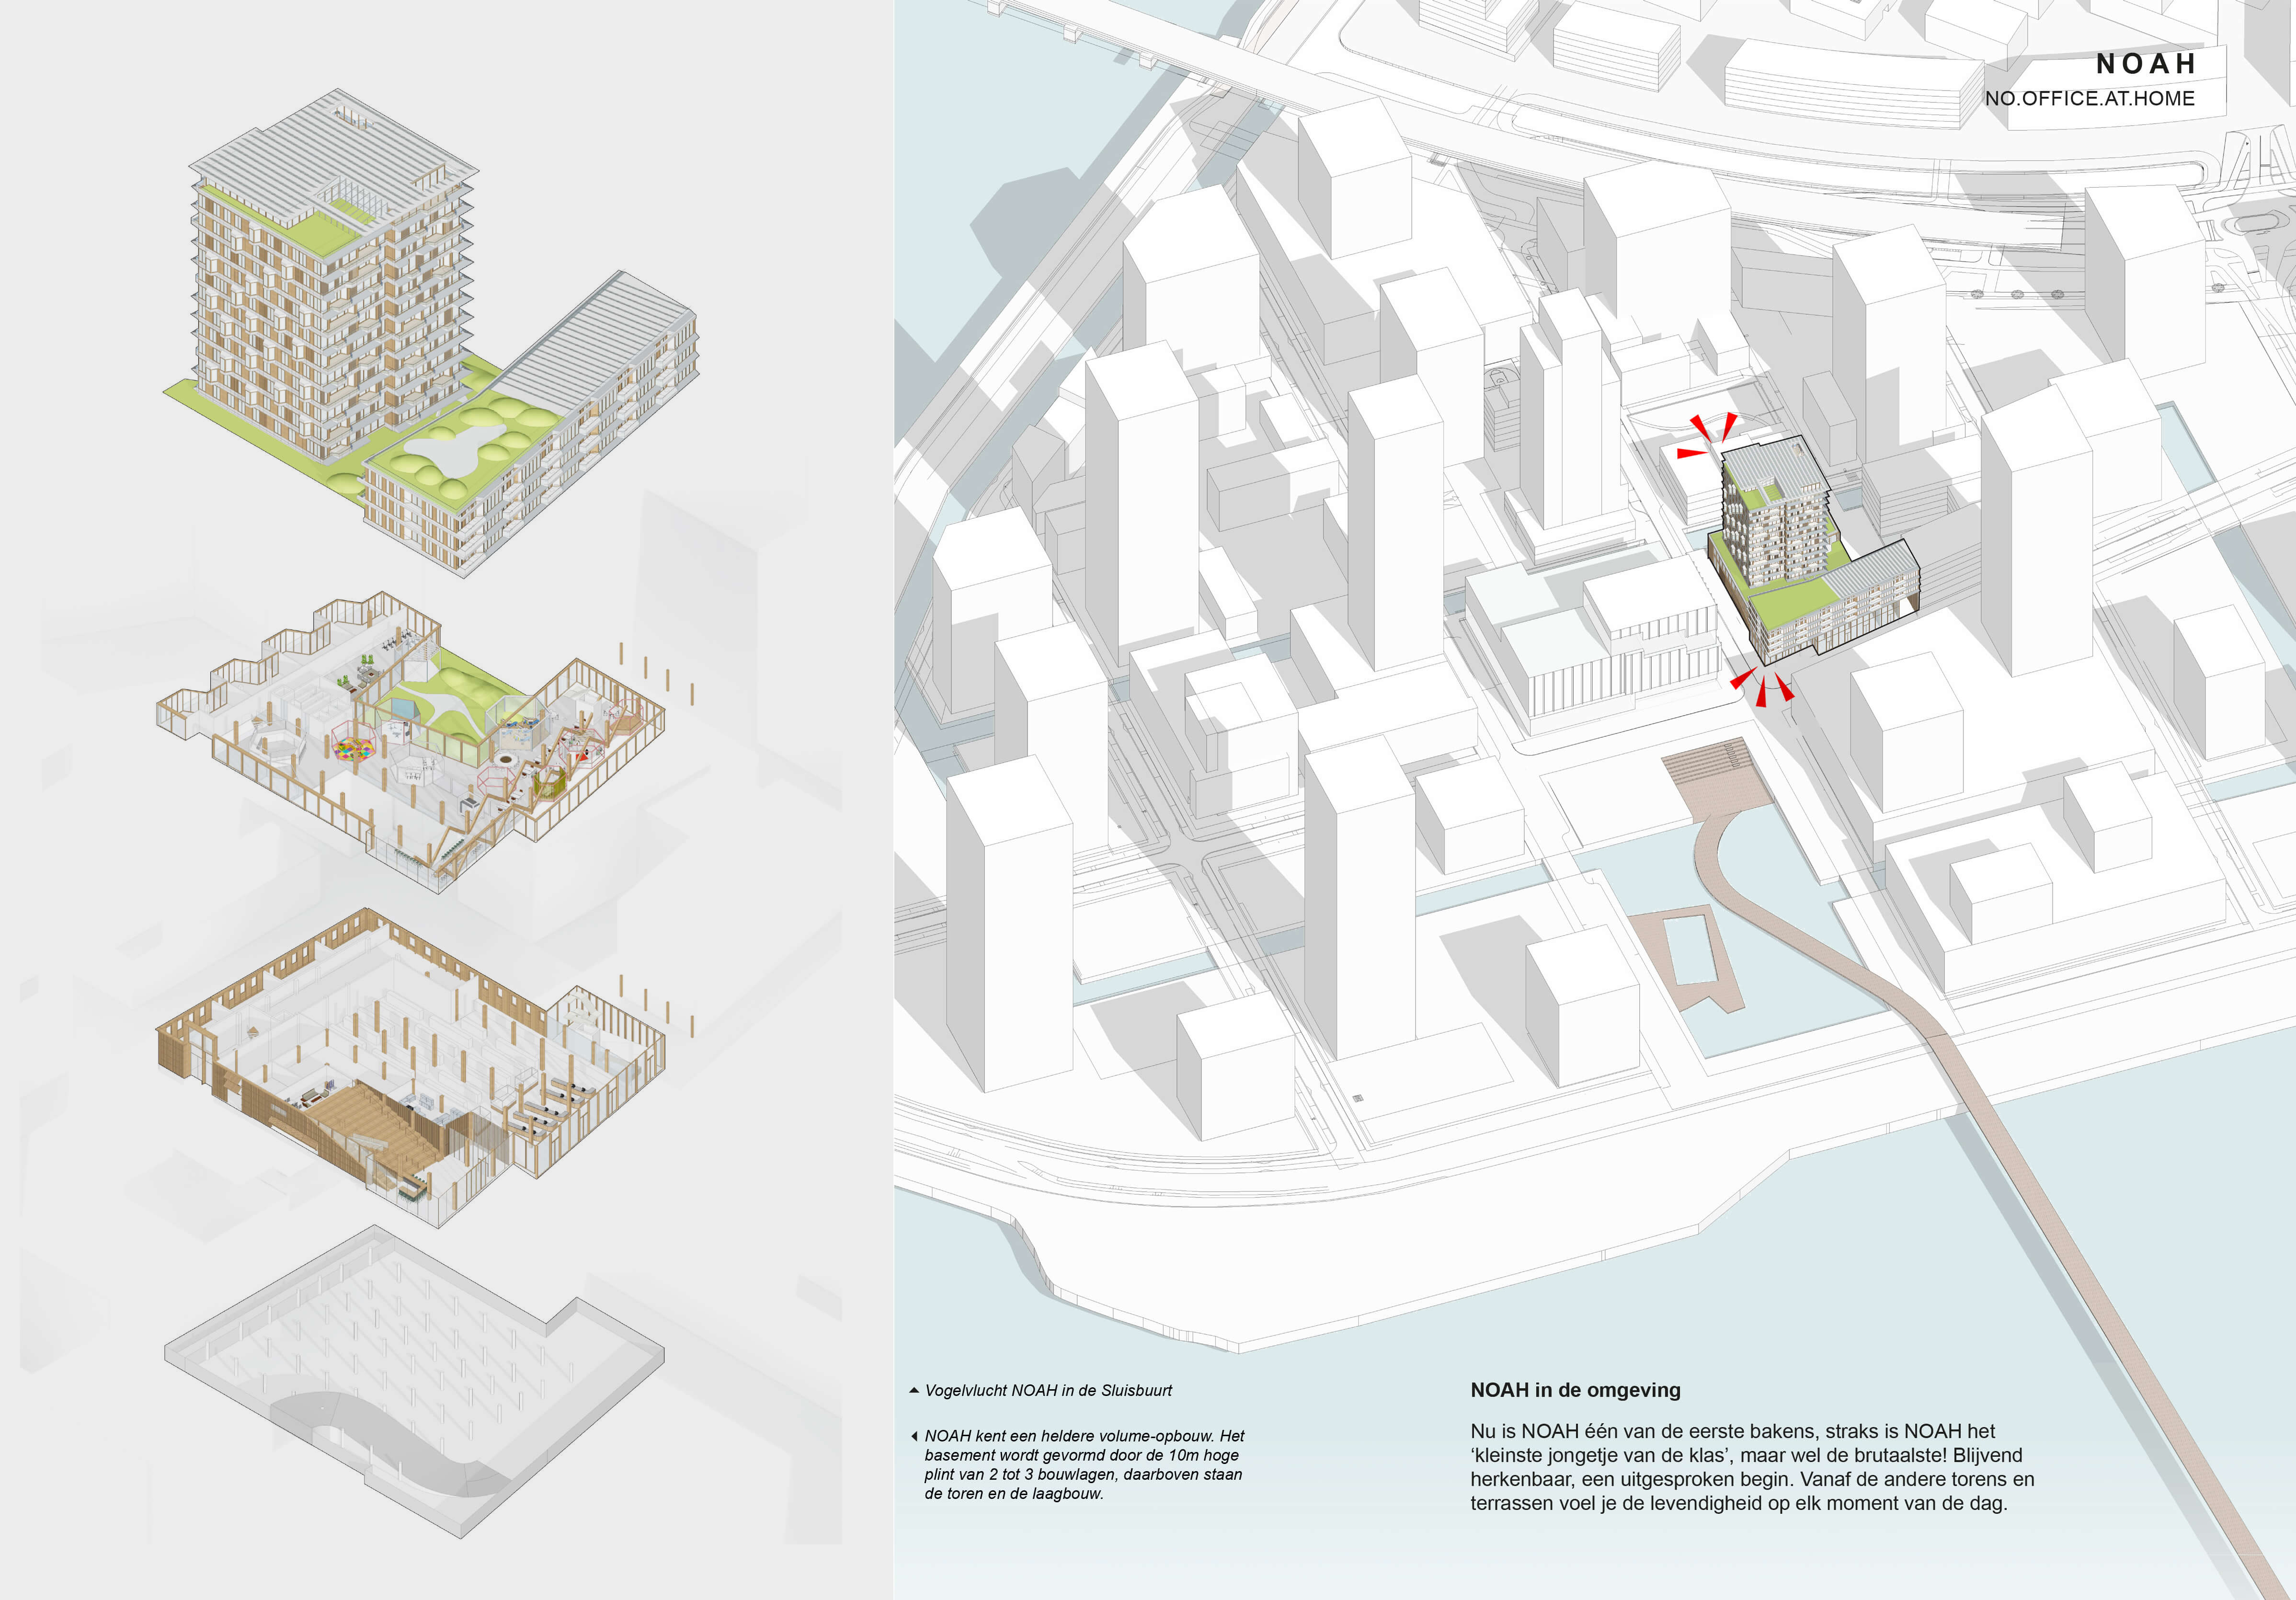 NOAH
NO.OFFICE.AT.HOME
Vogelvlucht NOAH in de Sluisbuurt
NOAH kent een heldere volume-opbouw. Het
basement wordt gevormd door de 10m hoge
plint van 2 tot 3 bouwlagen, daarboven staan
de toren en de laagbouw.
NOAH in de omgeving
Nu is NOAH één van de eerste bakens, straks is NOAH het
‘kleinste jongetje van de klas’, maar wel de brutaalste! Blijvend
herkenbaar, een uitgesproken begin. Vanaf de andere torens en
terrassen voel je de levendigheid op elk moment van de dag.